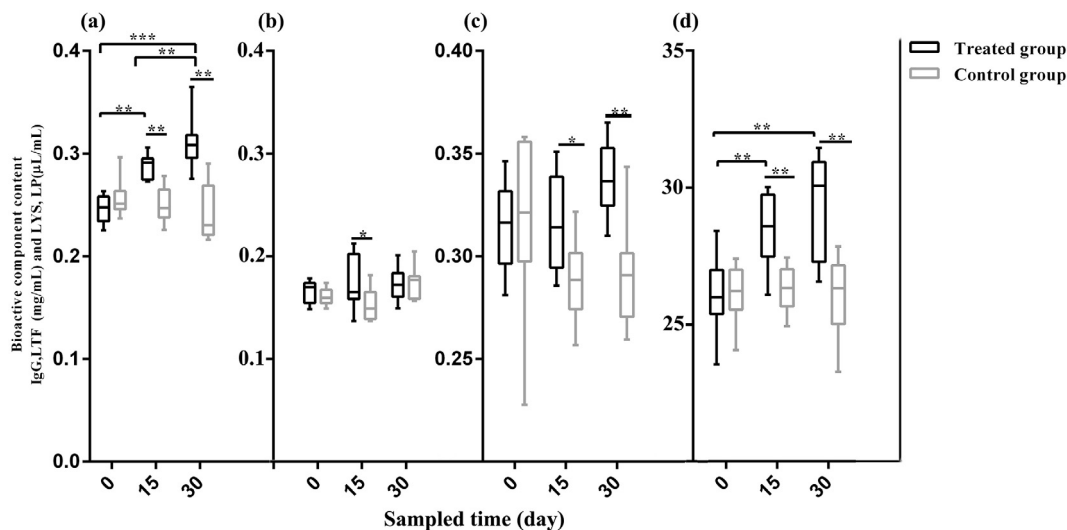 (a)
(b)
(c)
(d)
Treated group
Control group
Bioactive component content
IgG,LTF (mg/mL) and LYS, LP(μL/mL)
0.4
0.3
0.2
0.1
0.0
***
**
**
**
**
0 15 30
0.4
0.3
0.2
0.1
0.0
*
0 15 30
0.40
0.35
0.30
0.25
*
**
0 15 30
35
30
25
**
**
**
**
0 15 30
Sampled time (day)